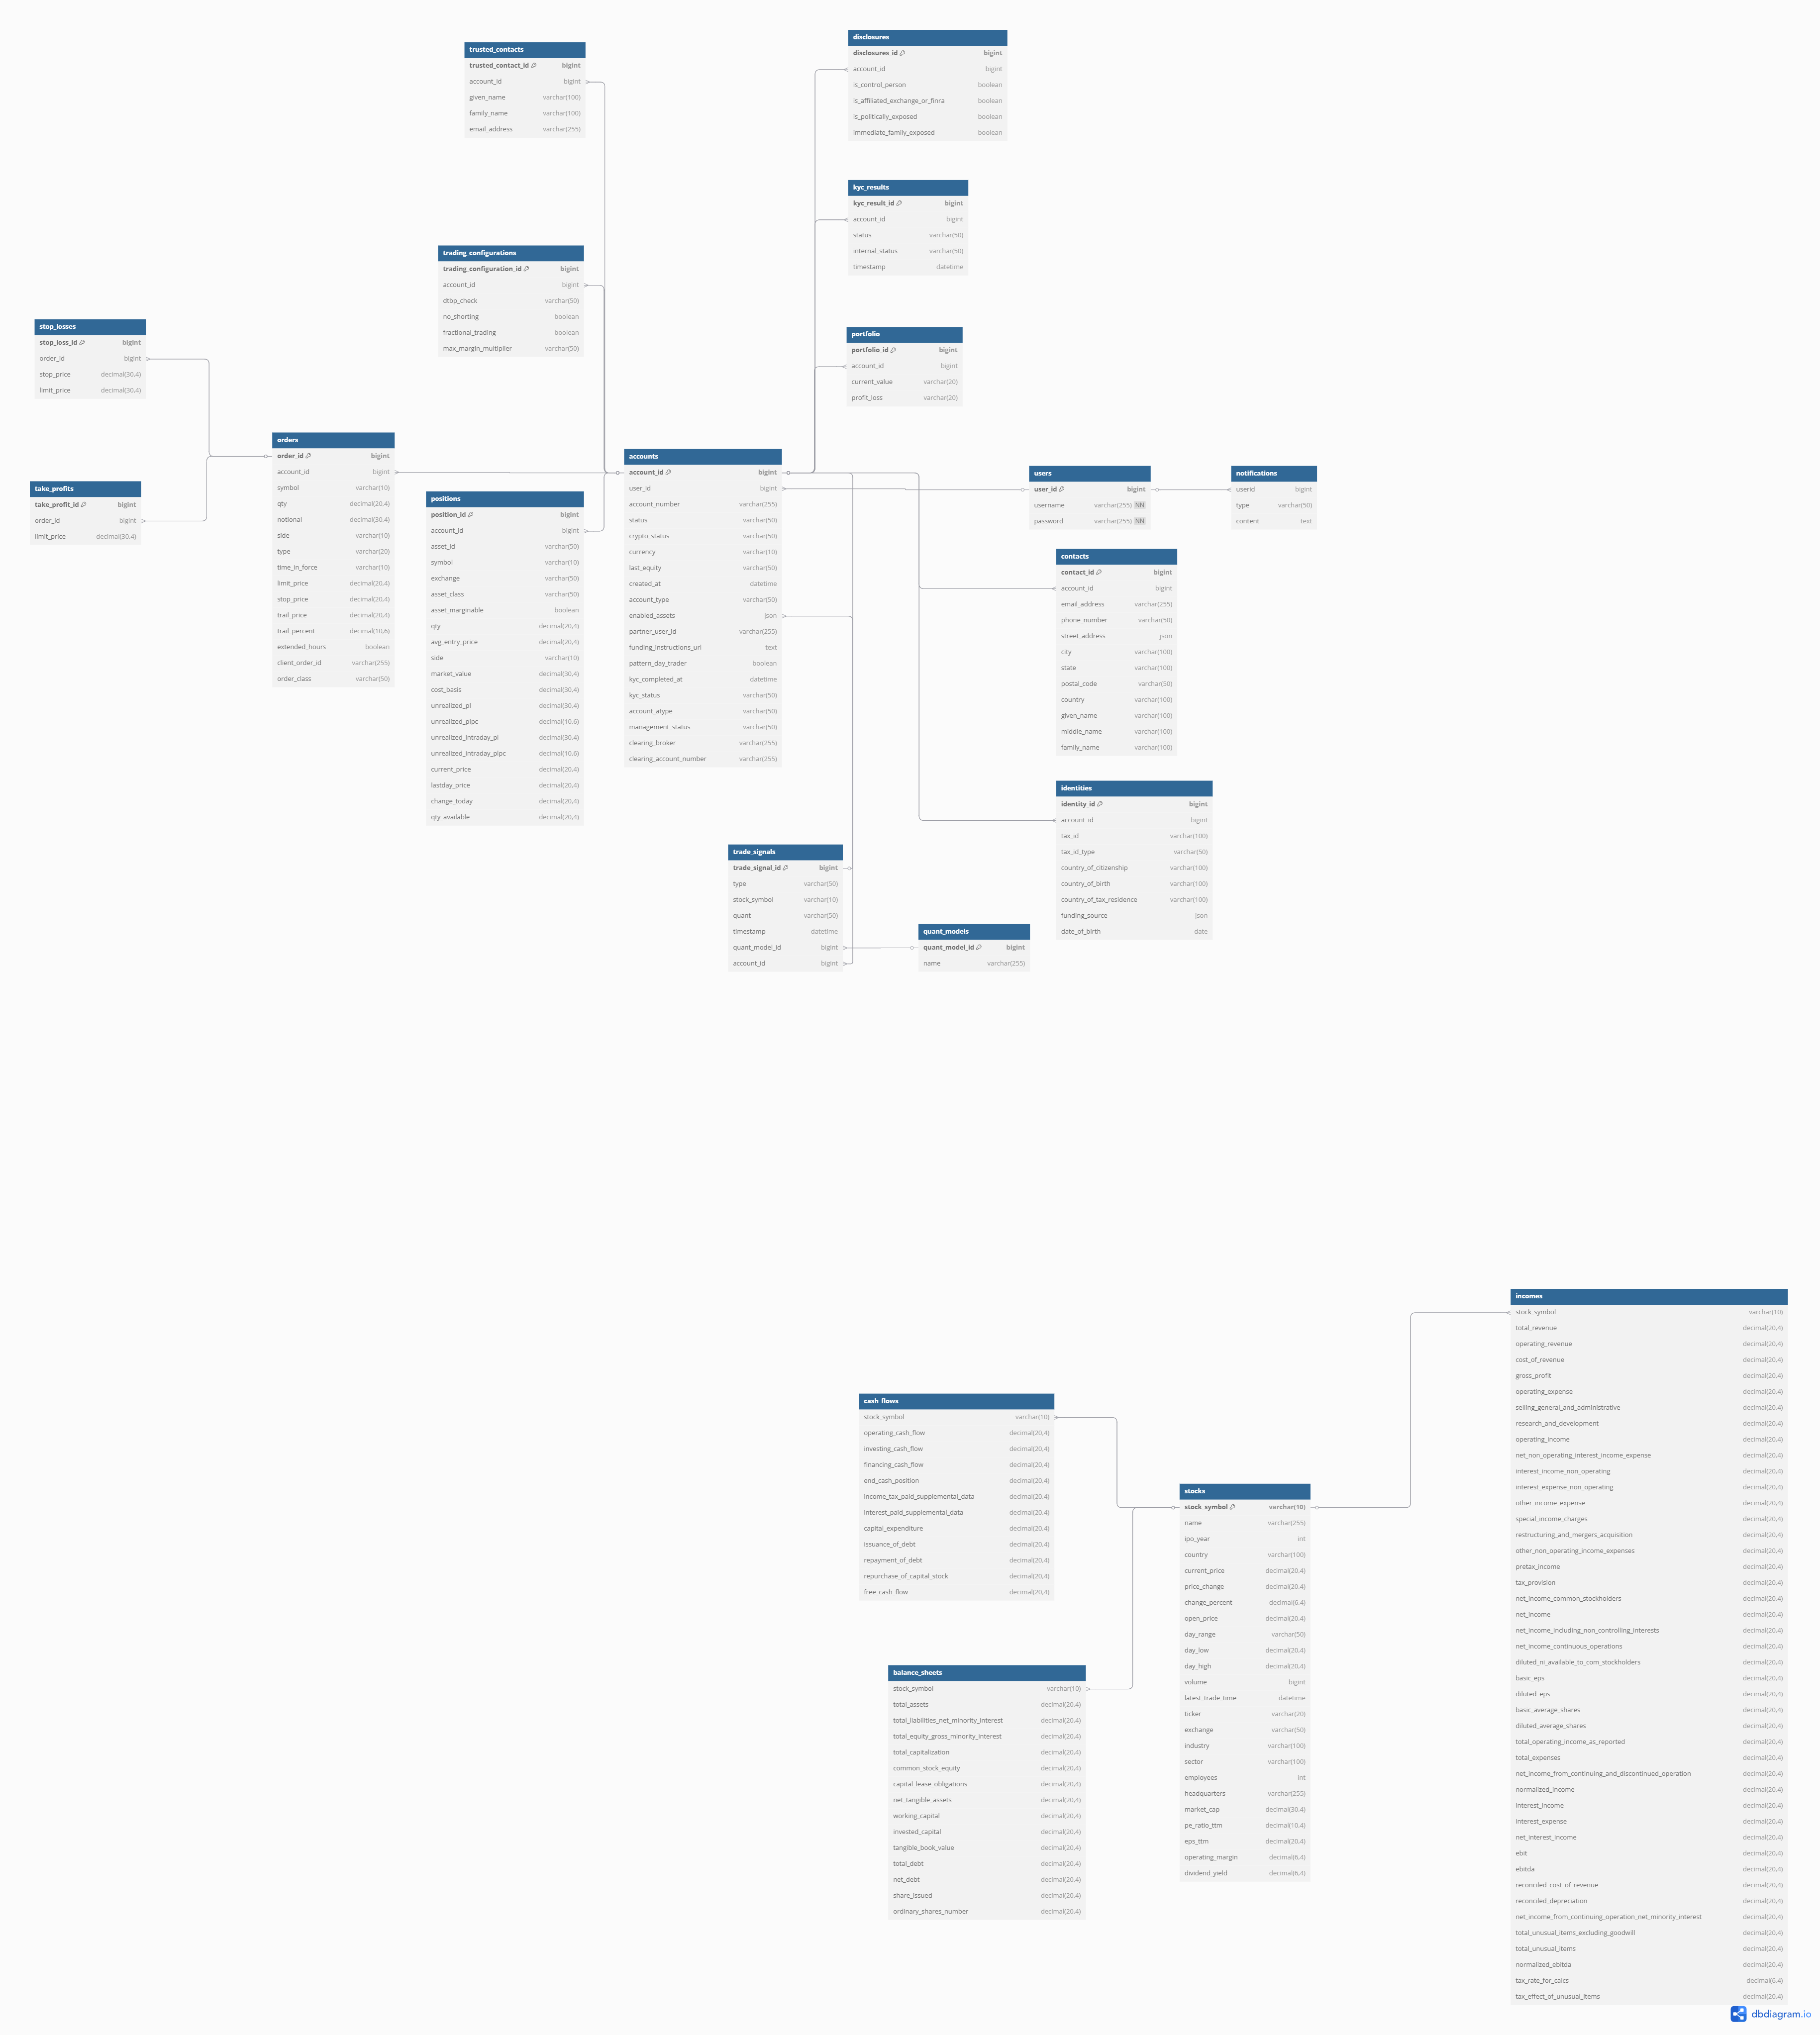 trusted_contacts
trusted_contact_id bigint
account_id bigint
given_name varchar(100)
family_name varchar(100)
email_address varchar(255)
disclosures
disclosures_id bigint
account_id bigint
is_control_person boolean
is_affiliated_exchange_or_finra boolean
is_politically_exposed boolean
immediate_family_exposed boolean
kyc_results
kyc_result_id bigint
account_id bigint
status varchar(50)
internal_status varchar(50)
timestamp datetime
trading_configurations
trading_configuration_id bigint
account_id bigint
dtbp_check varchar(50)
no_shorting boolean
fractional_trading boolean
max_margin_multiplier varchar(50)
stop_losses
stop_loss_id bigint
order_id bigint
stop_price decimal(30,4)
limit_price decimal(30,4)
portfolio
portfolio_id bigint
account_id bigint
current_value varchar(20)
profit_loss varchar(20)
take_profits
take_profit_id bigint
order_id bigint
limit_price decimal(30,4)
orders
order_id bigint
account_id bigint
symbol varchar(10)
qty decimal(20,4)
notional decimal(30,4)
side varchar(10)
type varchar(20)
time_in_force varchar(10)
limit_price decimal(20,4)
stop_price decimal(20,4)
trail_price decimal(20,4)
trail_percent decimal(10,6)
extended_hours boolean
client_order_id varchar(255)
order_class varchar(50)
positions
position_id bigint
account_id bigint
asset_id varchar(50)
symbol varchar(10)
exchange varchar(50)
asset_class varchar(50)
asset_marginable boolean
qty decimal(20,4)
avg_entry_price decimal(20,4)
side varchar(10)
market_value decimal(30,4)
cost_basis decimal(30,4)
unrealized_pl decimal(30,4)
unrealized_plpc decimal(10,6)
unrealized_intraday_pl decimal(30,4)
unrealized_intraday_plpc decimal(10,6)
current_price decimal(20,4)
lastday_price decimal(20,4)
change_today decimal(20,4)
qty_available decimal(20,4)
accounts
account_id bigint
user_id bigint
account_number varchar(255)
status varchar(50)
crypto_status varchar(50)
currency varchar(10)
last_equity varchar(50)
created_at datetime
account_type varchar(50)
enabled_assets json
partner_user_id varchar(255)
funding_instructions_url text
pattern_day_trader boolean
kyc_completed_at datetime
kyc_status varchar(50)
account_atype varchar(50)
management_status varchar(50)
clearing_broker varchar(255)
clearing_account_number varchar(255)
users
user_id bigint
username varchar(255) NN
password varchar(255) NN
notifications
userid bigint
type varchar(50)
content text
contacts
contact_id bigint
account_id bigint
email_address varchar(255)
phone_number varchar(50)
street_address json
city varchar(100)
state varchar(100)
postal_code varchar(50)
country varchar(100)
given_name varchar(100)
middle_name varchar(100)
family_name varchar(100)
identities
identity_id bigint
account_id bigint
tax_id varchar(100)
tax_id_type varchar(50)
country_of_citizenship varchar(100)
country_of_birth varchar(100)
country_of_tax_residence varchar(100)
funding_source json
date_of_birth date
trade_signals
trade_signal_id bigint
type varchar(50)
stock_symbol varchar(10)
quant varchar(50)
timestamp datetime
quant_model_id bigint
account_id bigint
quant_models
quant_model_id bigint
name varchar(255)
cash_flows
stock_symbol varchar(10)
operating_cash_flow decimal(20,4)
investing_cash_flow decimal(20,4)
financing_cash_flow decimal(20,4)
end_cash_position decimal(20,4)
income_tax_paid_supplemental_data decimal(20,4)
interest_paid_supplemental_data decimal(20,4)
capital_expenditure decimal(20,4)
issuance_of_debt decimal(20,4)
repayment_of_debt decimal(20,4)
repurchase_of_capital_stock decimal(20,4)
free_cash_flow decimal(20,4)
balance_sheets
stock_symbol varchar(10)
total_assets decimal(20,4)
total_liabilities_net_minority_interest decimal(20,4)
total_equity_gross_minority_interest decimal(20,4)
total_capitalization decimal(20,4)
common_stock_equity decimal(20,4)
capital_lease_obligations decimal(20,4)
net_tangible_assets decimal(20,4)
working_capital decimal(20,4)
invested_capital decimal(20,4)
tangible_book_value decimal(20,4)
total_debt decimal(20,4)
net_debt decimal(20,4)
share_issued decimal(20,4)
ordinary_shares_number decimal(20,4)
stocks
stock_symbol varchar(10)
name varchar(255)
ipo_year int
country varchar(100)
current_price decimal(20,4)
price_change decimal(20,4)
change_percent decimal(6,4)
open_price decimal(20,4)
day_range varchar(50)
day_low decimal(20,4)
day_high decimal(20,4)
volume bigint
latest_trade_time datetime
ticker varchar(20)
exchange varchar(50)
industry varchar(100)
sector varchar(100)
employees int
headquarters varchar(255)
market_cap decimal(30,4)
pe_ratio_ttm decimal(10,4)
eps_ttm decimal(20,4)
operating_margin decimal(6,4)
dividend_yield decimal(6,4)
incomes
stock_symbol varchar(10)
total_revenue decimal(20,4)
operating_revenue decimal(20,4)
cost_of_revenue decimal(20,4)
gross_profit decimal(20,4)
operating_expense decimal(20,4)
selling_general_and_administrative decimal(20,4)
research_and_development decimal(20,4)
operating_income decimal(20,4)
net_non_operating_interest_income_expense decimal(20,4)
interest_income_non_operating decimal(20,4)
interest_expense_non_operating decimal(20,4)
other_income_expense decimal(20,4)
special_income_charges decimal(20,4)
restructuring_and_mergers_acquisition decimal(20,4)
other_non_operating_income_expenses decimal(20,4)
pretax_income decimal(20,4)
tax_provision decimal(20,4)
net_income_common_stockholders decimal(20,4)
net_income decimal(20,4)
net_income_including_non_controlling_interests decimal(20,4)
net_income_continuous_operations decimal(20,4)
diluted_ni_available_to_com_stockholders decimal(20,4)
basic_eps decimal(20,4)
diluted_eps decimal(20,4)
basic_average_shares decimal(20,4)
diluted_average_shares decimal(20,4)
total_operating_income_as_reported decimal(20,4)
total_expenses decimal(20,4)
net_income_from_continuing_and_discontinued_operation decimal(20,4)
normalized_income decimal(20,4)
interest_income decimal(20,4)
interest_expense decimal(20,4)
net_interest_income decimal(20,4)
ebit decimal(20,4)
ebitda decimal(20,4)
reconciled_cost_of_revenue decimal(20,4)
reconciled_depreciation decimal(20,4)
net_income_from_continuing_operation_net_minority_interest decimal(20,4)
total_unusual_items_excluding_goodwill decimal(20,4)
total_unusual_items decimal(20,4)
normalized_ebitda decimal(20,4)
tax_rate_for_calcs decimal(6,4)
tax_effect_of_unusual_items decimal(20,4)
dbdiagram.io